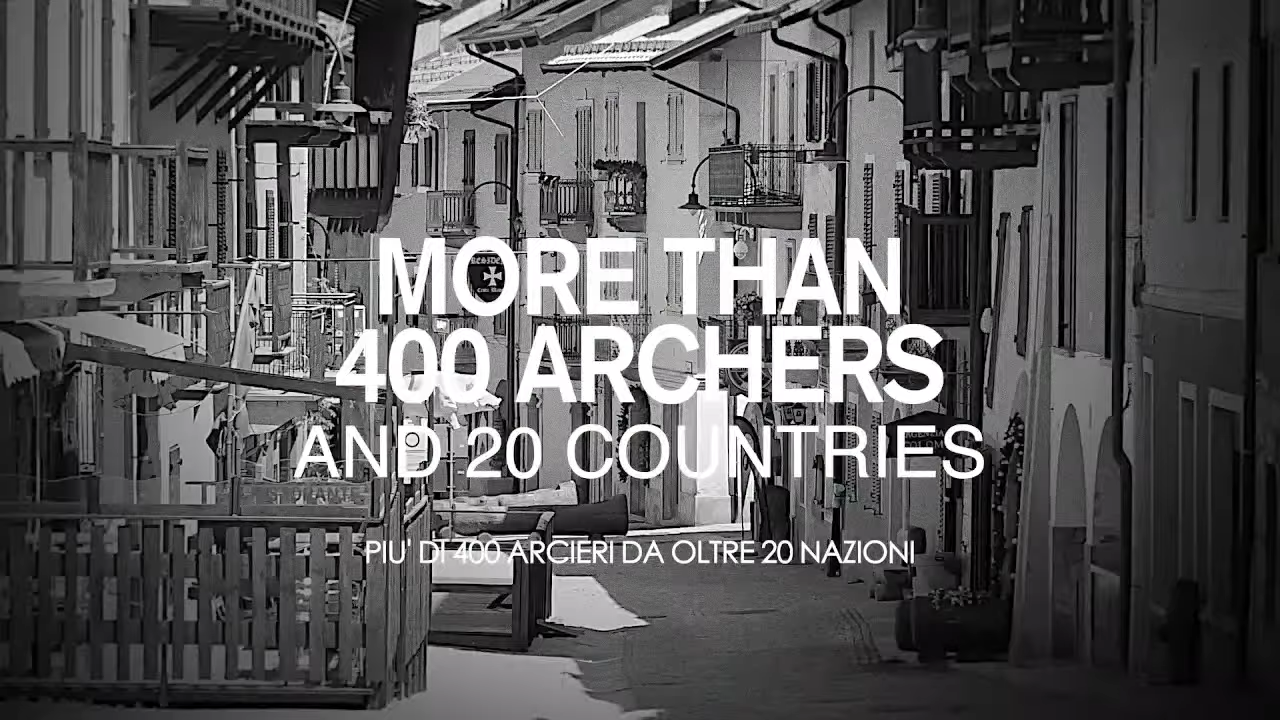 MORE THAN
400 ARCHERS
AND 20 COUNTRIES
PIU' DI 400 ARCIERI DA OLTRE 20 NAZIONI